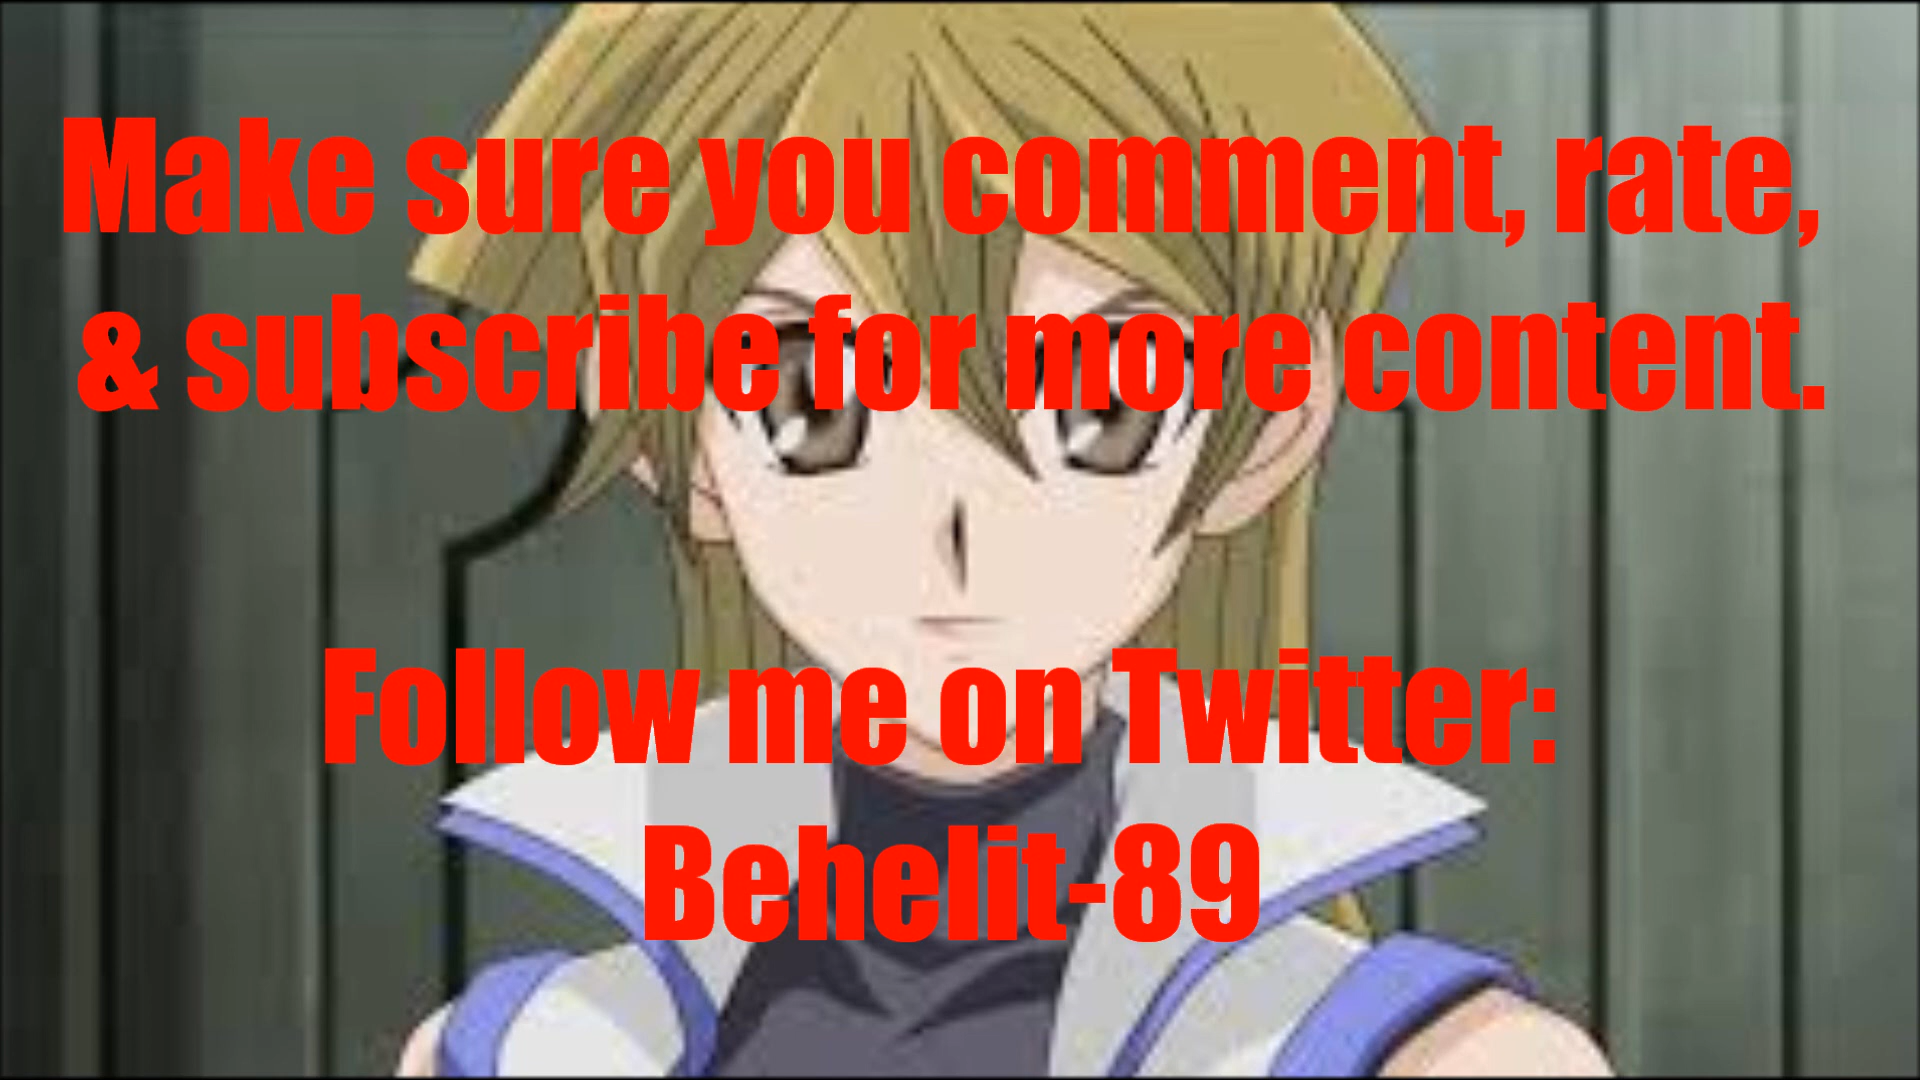 Make sure you comment, rate,
& subscribe for more content.
Follow me on Twitter:
Behelit-89